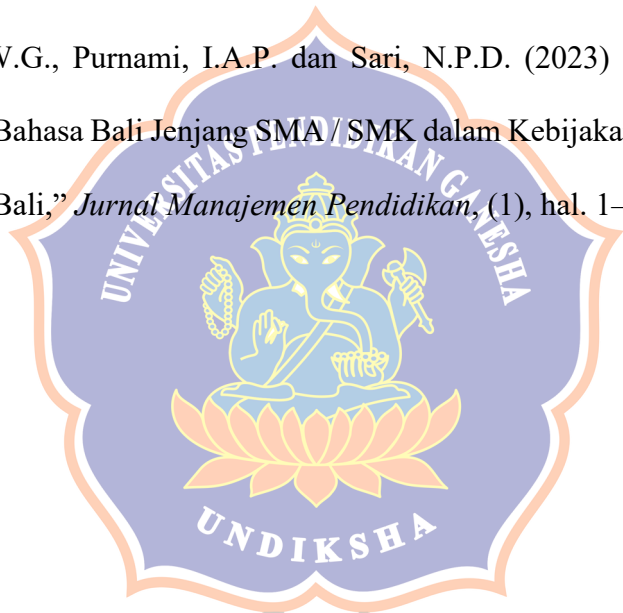 V.G., Purnami, I.A.P. dan Sari, N.P.D. (2023)
Bahasa Bali Jenjang SMA / SMK dalam Kebijaka
Bali,” Jurnal Manajemen Pendidikan, (1), hal. 1–
UNIVERSITAS PENDIDIKAN GANESHA
UNDIKSHA